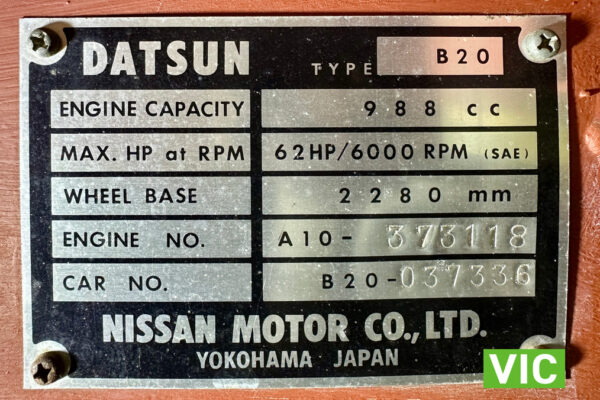 DATSUN TYPE B20
ENGINE CAPACITY 988 cc
MAX. HP at RPM 62HP/6000 RPM (SAE)
WHEEL BASE 2280 mm
ENGINE NO. A10-373118
CAR NO. B20-037336
NISSAN MOTOR CO., LTD.
YOKOHAMA JAPAN
VIC